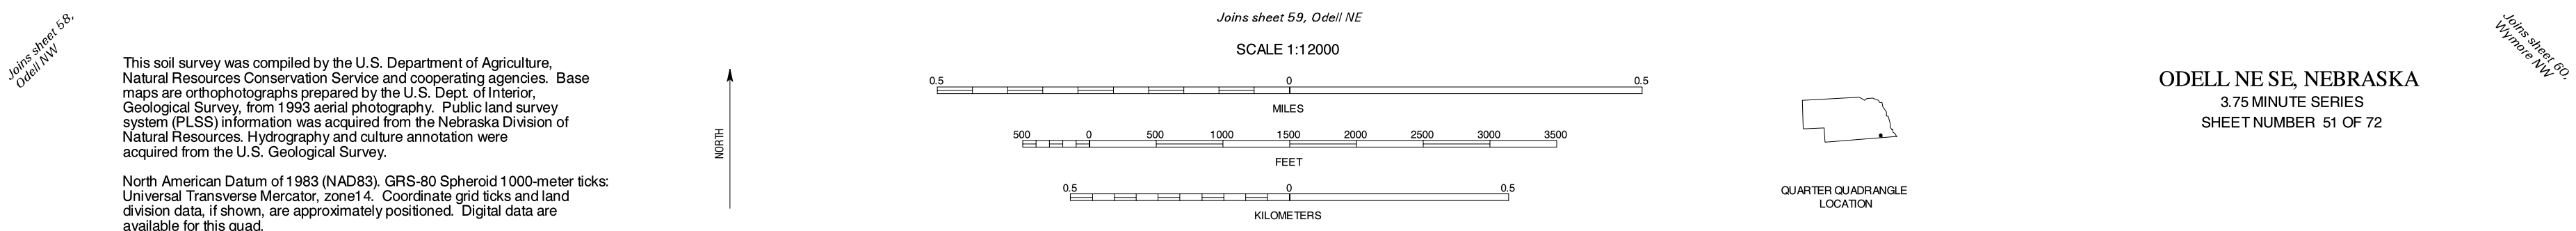 Joins sheet 58,
Odell NW
This soil survey was compiled by the U.S. Department of Agriculture,
Natural Resources Conservation Service and cooperating agencies. Base
maps are orthophotographs prepared by the U.S. Dept. of Interior,
Geological Survey, from 1993 aerial photography. Public land survey
system (PLSS) information was acquired from the Nebraska Division of
Natural Resources. Hydrography and culture annotation were
acquired from the U.S. Geological Survey.
North American Datum of 1983 (NAD83). GRS-80 Spheroid 1000-meter ticks:
Universal Transverse Mercator, zone14. Coordinate grid ticks and land
division data, if shown, are approximately positioned. Digital data are
available for this quad.
NORTH
Joins sheet 59, Odell NE
SCALE 1:12000
0.5 0 0.5
MILES
500 0 500 1000 1500 2000 2500 3000 3500
FEET
0.5 0 0.5
KILOMETERS
QUARTER QUADRANGLE
LOCATION
ODELL NE SE, NEBRASKA
3.75 MINUTE SERIES
SHEET NUMBER 51 OF 72
Joins sheet 60,
Wymore NW